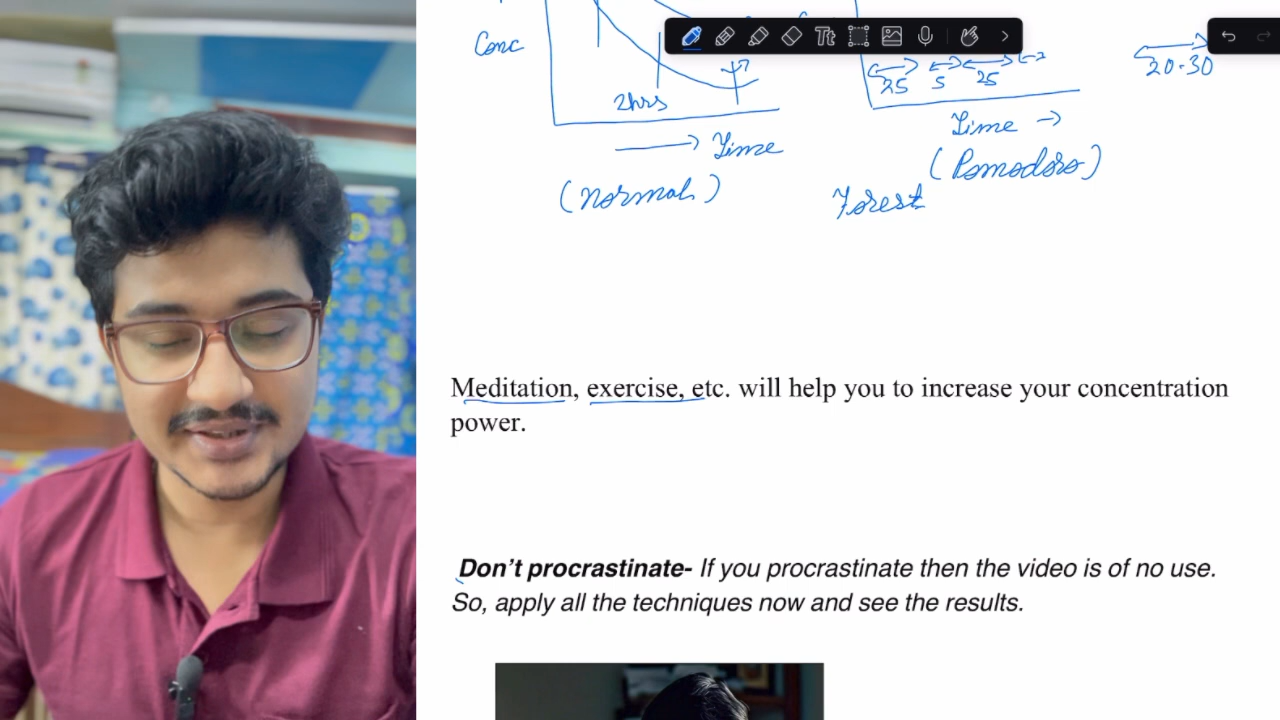 Conc
Tt
2hrs
25 5 25
20-30
Time
Time
(Normal)
(Pomodoro)
Forest
Meditation, exercise, etc. will help you to increase your concentration
power.
Don't procrastinate- If you procrastinate then the video is of no use.
So, apply all the techniques now and see the results.